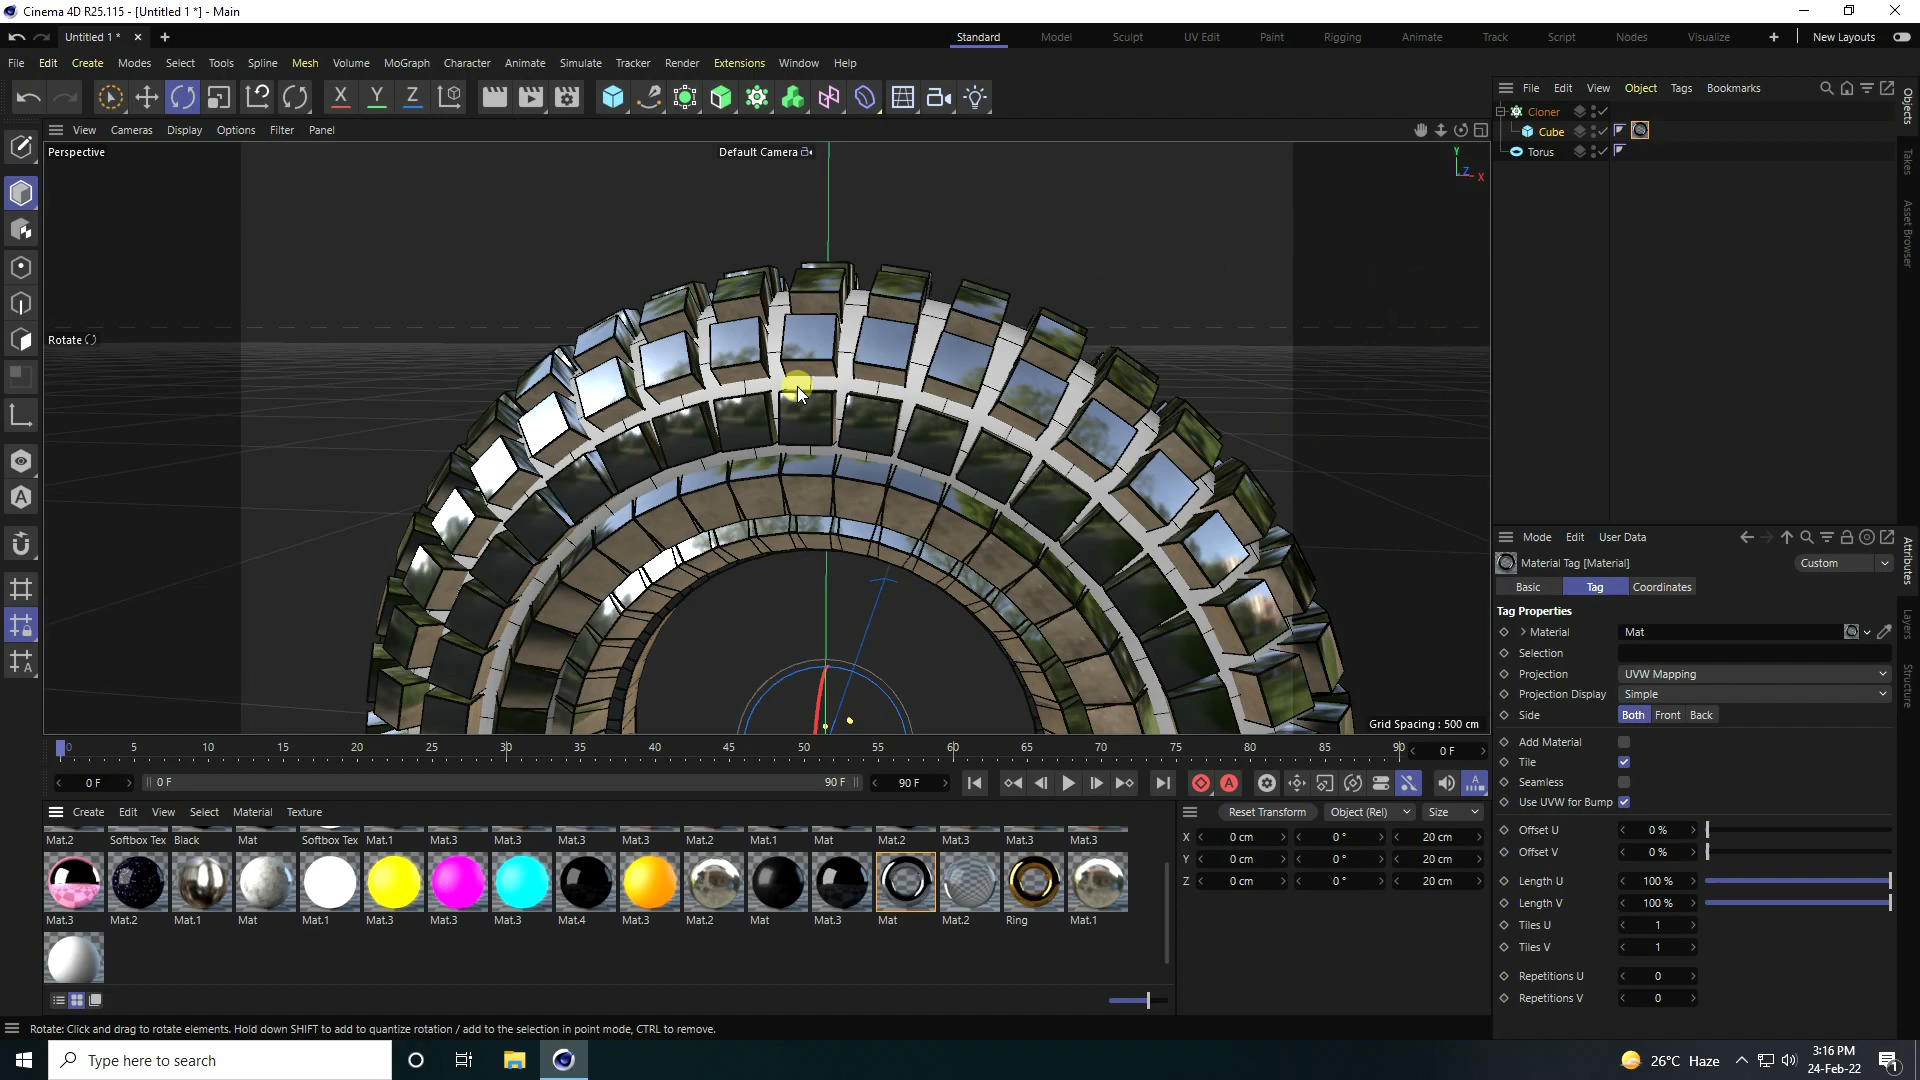 Cinema 4D R25.115 - [Untitled 1 *] - Main
Untitled 1 *
Standard Model Sculpt UV Edit Paint Rigging Animate Track Script Nodes Visualize New Layouts
File Edit Create Modes Select Tools Spline Mesh Volume MoGraph Character Animate Simulate Tracker Render Extensions Window Help
X Y Z
File Edit View Object Tags Bookmarks
Cloner
Cube
Torus
Objects
Takes
Asset Browser
View Cameras Display Options Filter Panel
Perspective
Default Camera
Y
Z
X
Rotate
Grid Spacing : 500 cm
Mode Edit User Data
Material Tag [Material]
Custom
Basic Tag Coordinates
Tag Properties
Material Mat
Selection
Projection UVW Mapping
Projection Display Simple
Side Both Front Back
Add Material
Tile
Seamless
Use UVW for Bump
Offset U 0 %
Offset V 0 %
Length U 100 %
Length V 100 %
Tiles U 1
Tiles V 1
Repetitions U 0
Repetitions V 0
Attributes
Layers
Structure
0 5 10 15 20 25 30 35 40 45 50 55 60 65 70 75 80 85 90 0 F
0 F 0 F 90 F 90 F
Create Edit View Select Material Texture
Mat.2 Softbox Tex Black Mat Softbox Tex Mat.1 Mat.3 Mat.3 Mat.3 Mat.3 Mat.2 Mat.1 Mat Mat.2 Mat.3 Mat.3 Mat.3
Mat.3 Mat.2 Mat.1 Mat Mat.1 Mat.3 Mat.3 Mat.3 Mat.4 Mat.3 Mat.2 Mat Mat.3 Mat Mat.2 Ring Mat.1
Reset Transform Object (Rel) Size
X 0 cm 0 ° 20 cm
Y 0 cm 0 ° 20 cm
Z 0 cm 0 ° 20 cm
Rotate: Click and drag to rotate elements. Hold down SHIFT to add to quantize rotation / add to the selection in point mode, CTRL to remove.
Type here to search
26°C Haze
3:16 PM
24-Feb-22
1